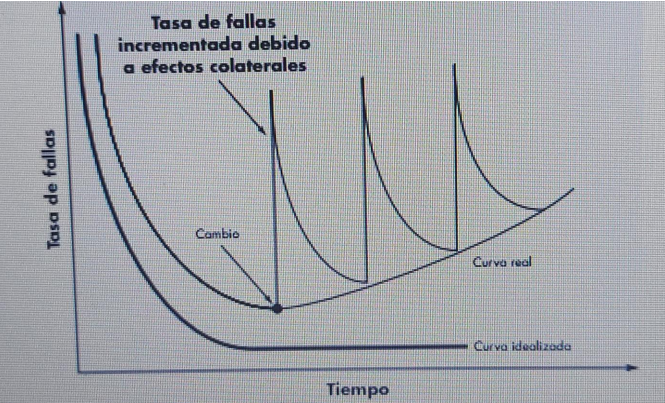 Tasa de fallas
incrementada debido
a efectos colaterales
Tasa de fallas
Cambio
Curva real
Curva idealizada
Tiempo